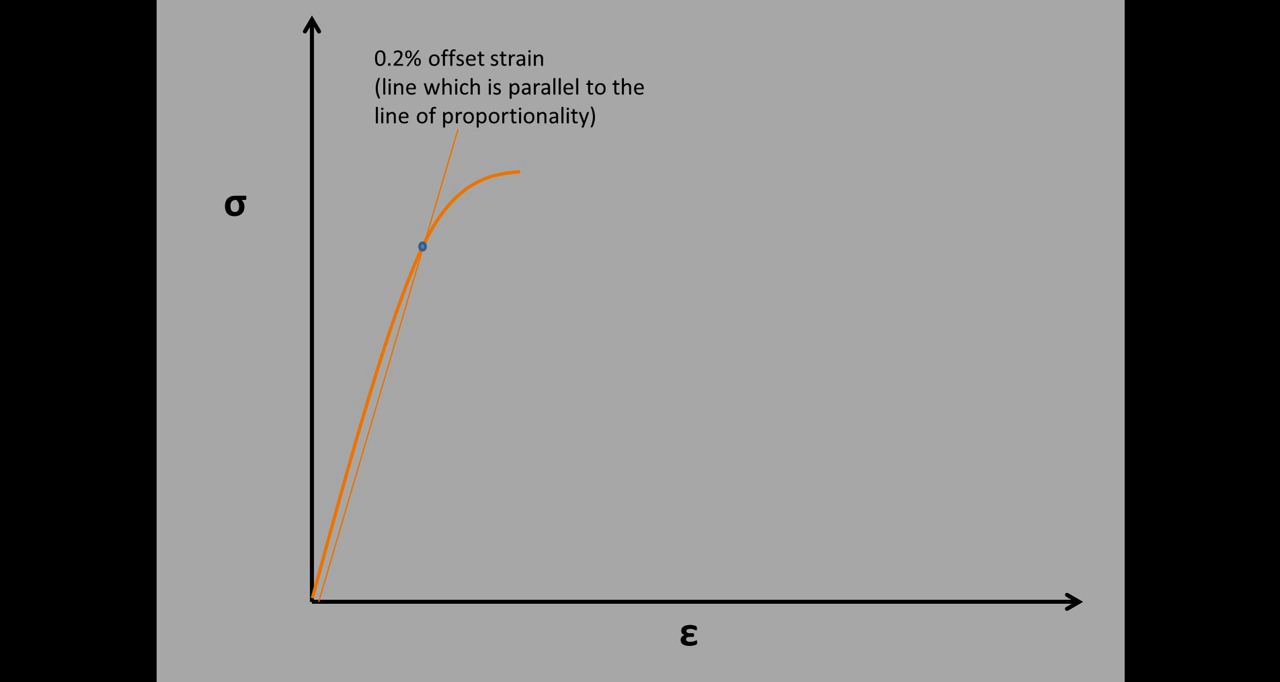 0.2% offset strain
(line which is parallel to the
line of proportionality)
σ
ε